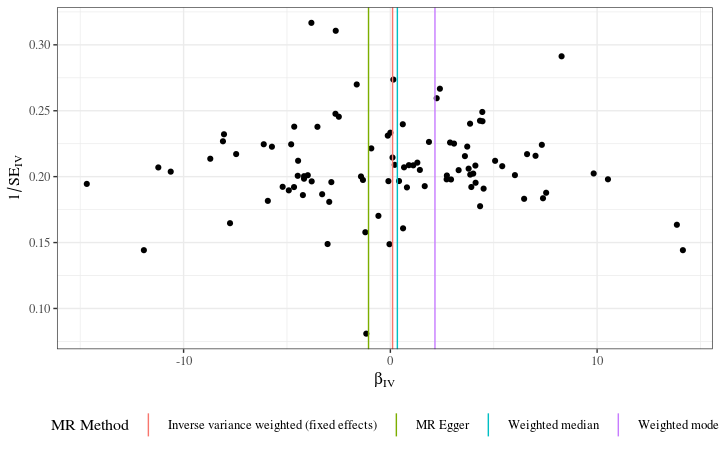 0.30
0.25
0.20
0.15
0.10
1/SE_IV
-10 0 10
β_IV
MR Method Inverse variance weighted (fixed effects) MR Egger Weighted median Weighted mode